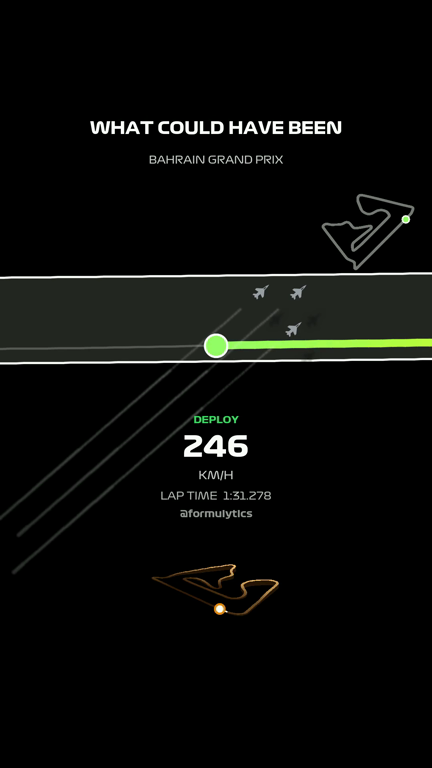 WHAT COULD HAVE BEEN
BAHRAIN GRAND PRIX
DEPLOY
246
KM/H
LAP TIME 1:31.278
@formulytics